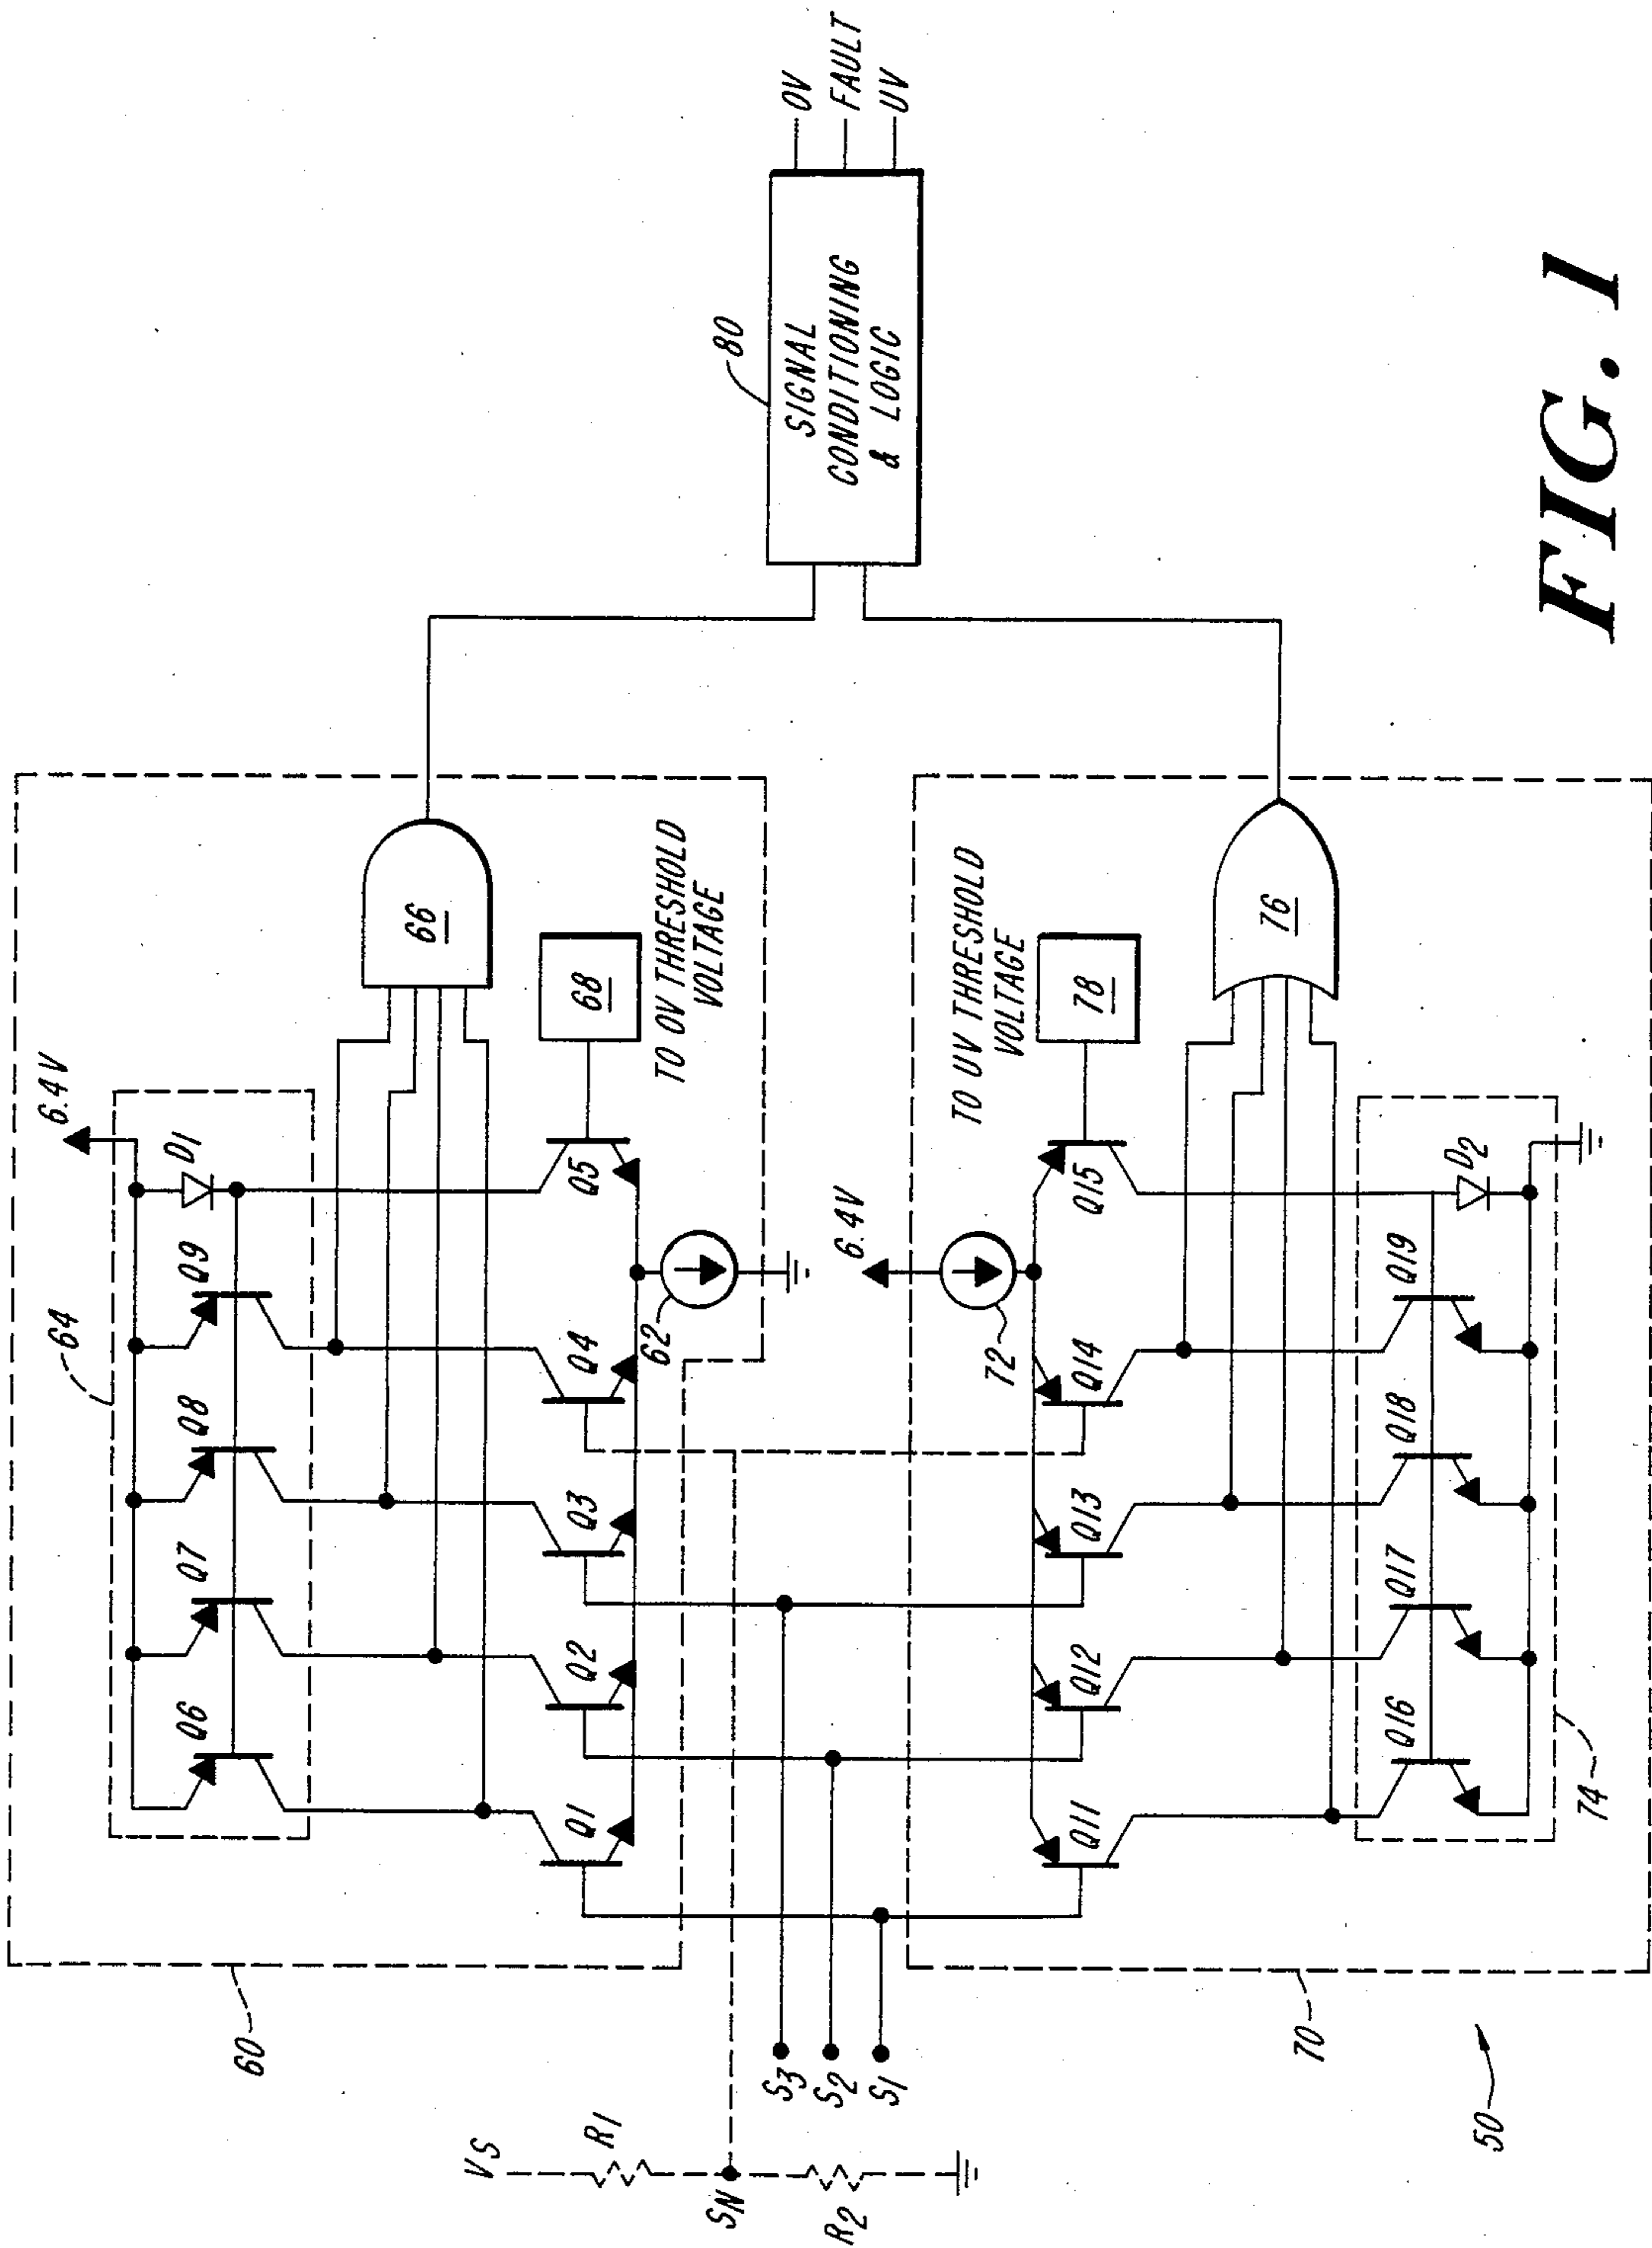 60
64
6.4V
Q6
Q7
Q8
Q9
D1
66
Q1
Q2
Q3
Q4
Q5
68
62
TO OV THRESHOLD
VOLTAGE
VS
R1
SN
R2
S3
S2
S1
80
SIGNAL
CONDITIONING
& LOGIC
OV
FAULT
UV
6.4V
72
TO UV THRESHOLD
VOLTAGE
Q11
Q12
Q13
Q14
Q15
78
76
Q16
Q17
Q18
Q19
D2
74
70
50
FIG. 1